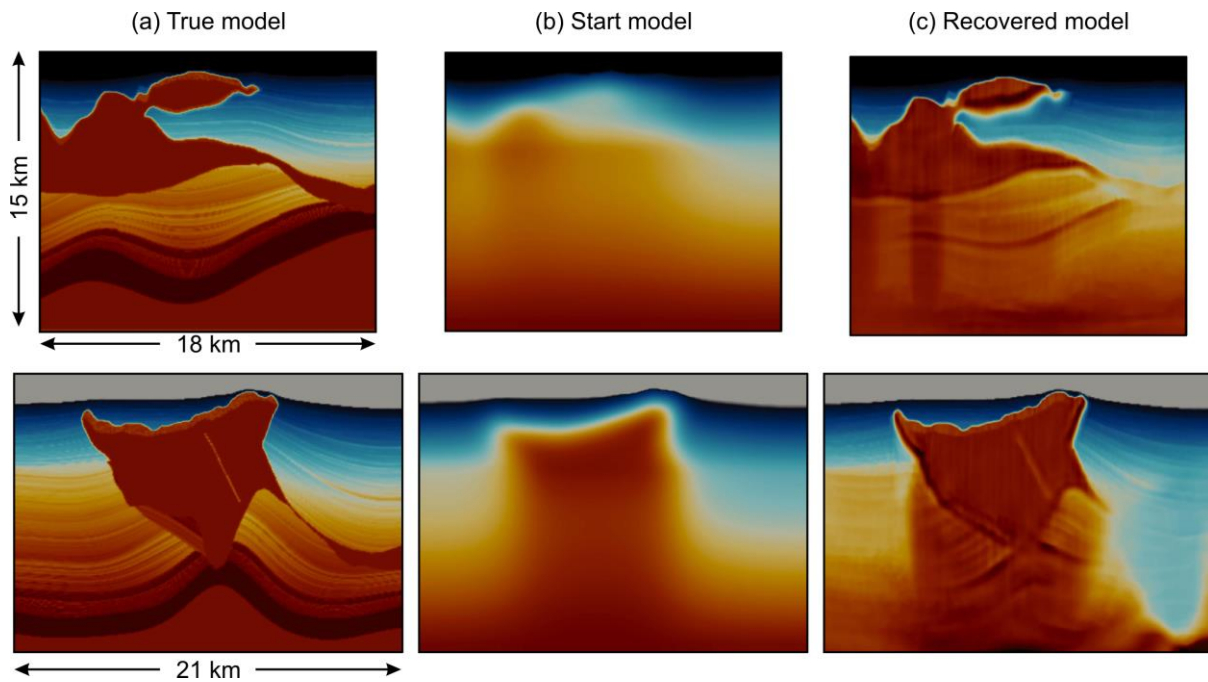 (a) True model
(b) Start model
(c) Recovered model
15 km
18 km
21 km